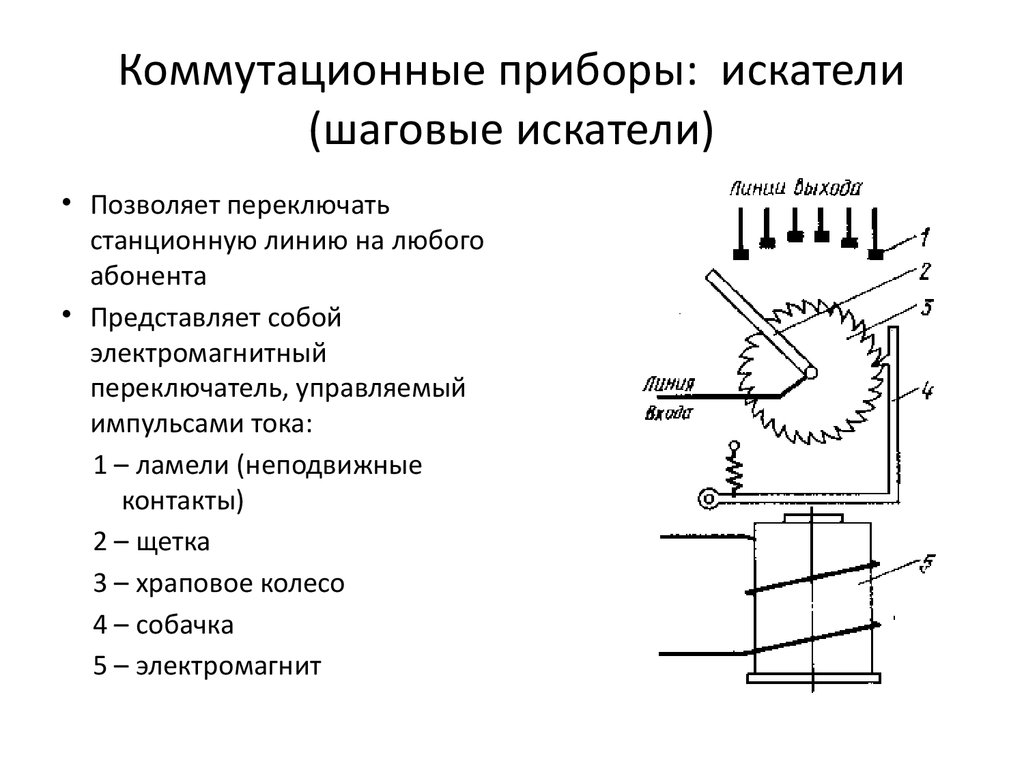 Коммутационные приборы: искатели
(шаговые искатели)
• Позволяет переключать
станционную линию на любого
абонента
• Представляет собой
электромагнитный
переключатель, управляемый
импульсами тока:
1 – ламели (неподвижные
контакты)
2 – щетка
3 – храповое колесо
4 – собачка
5 – электромагнит
Линии выхода
1
2
3
Линия
входа
4
5